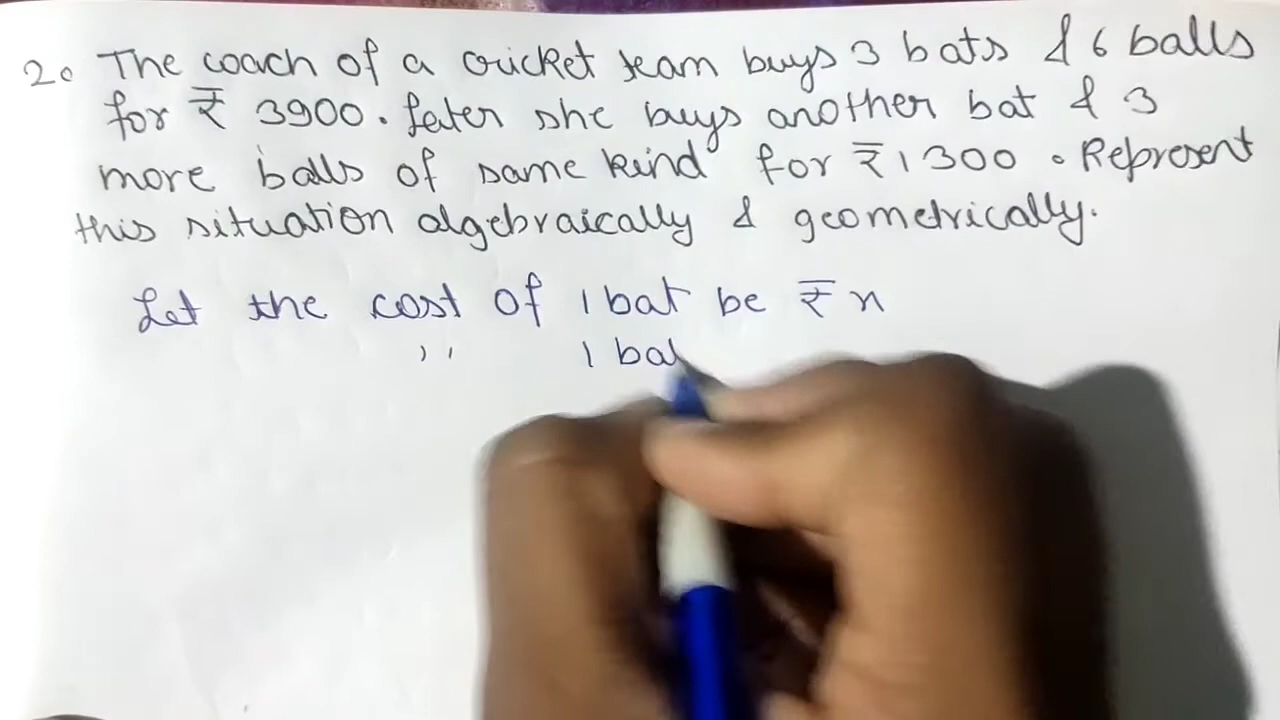 2. The coach of a cricket team buys 3 bats & 6 balls
for ₹ 3900. Later she buys another bat & 3
more balls of same kind for ₹1300. Represent
this situation algebraically & geometrically.
Let the cost of 1 bat be ₹ x
,, 1 bal